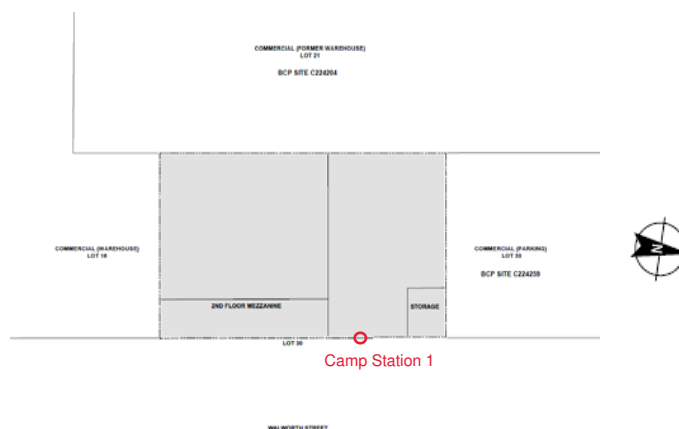 COMMERCIAL (FORMER WAREHOUSE)
LOT 21
BCP SITE C224204
COMMERCIAL (WAREHOUSE)
LOT 18
COMMERCIAL (PARKING)
LOT 39
BCP SITE C224259
N
2ND FLOOR MEZZANINE
STORAGE
LOT 30
Camp Station 1
WALWORTH STREET